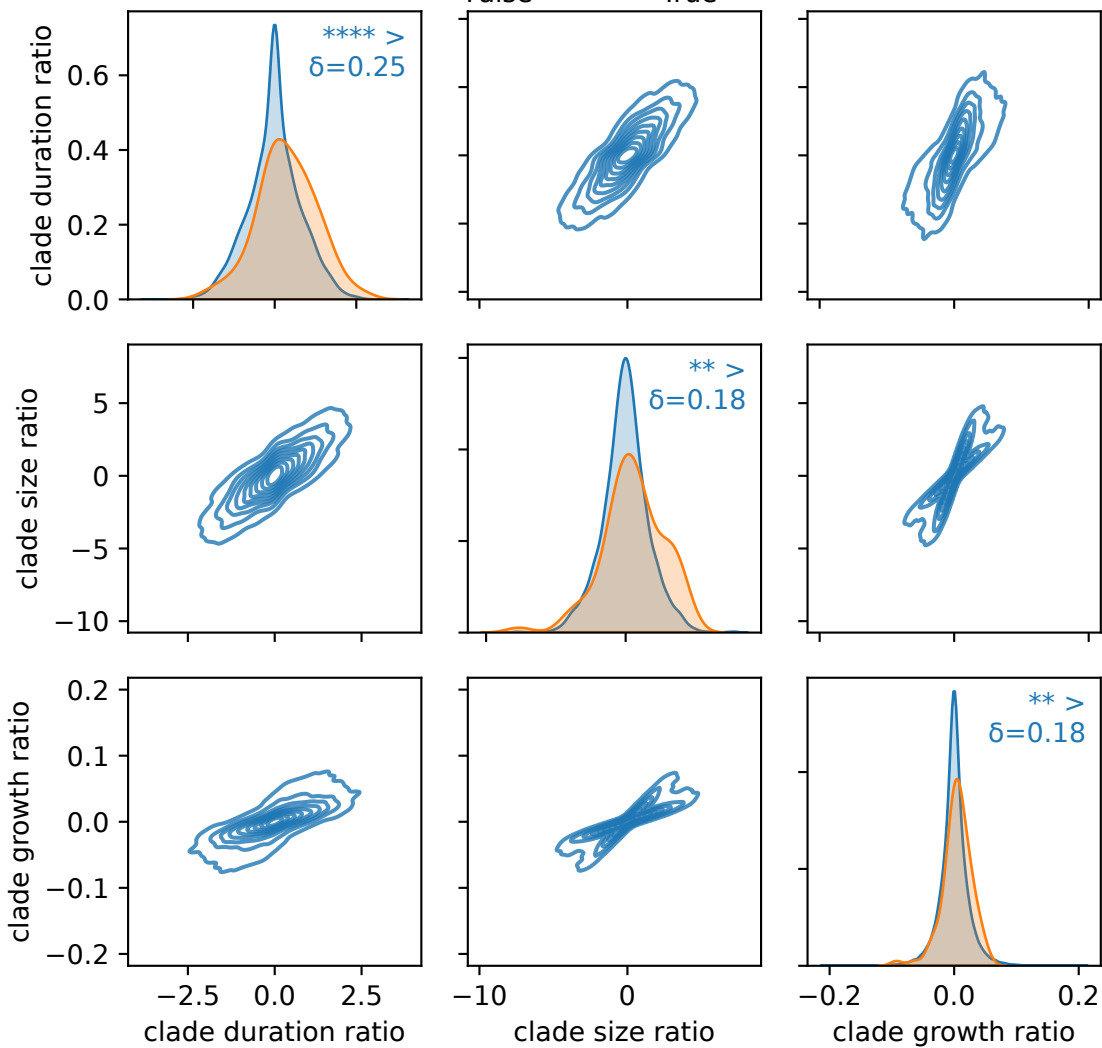 clade duration ratio
0.6
0.4
0.2
0.0
**** >
δ=0.25
clade size ratio
5
0
−5
−10
** >
δ=0.18
clade growth ratio
0.2
0.1
0.0
−0.1
−0.2
** >
δ=0.18
−2.5 0.0 2.5
clade duration ratio
−10 0
clade size ratio
−0.2 0.0 0.2
clade growth ratio